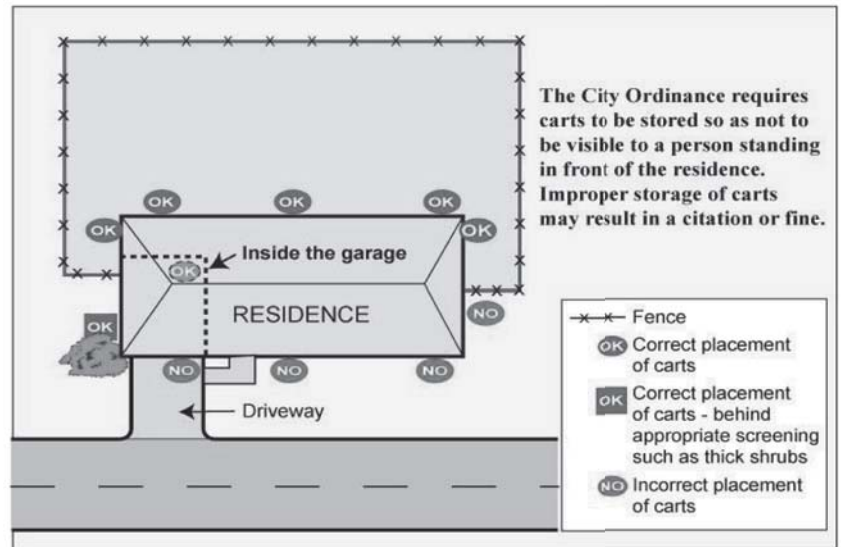 The City Ordinance requires
carts to be stored so as not to
be visible to a person standing
in front of the residence.
Improper storage of carts
may result in a citation or fine.
OK
OK
OK
OK
OK
Inside the garage
OK
RESIDENCE
NO
OK
NO
NO
NO
Driveway
Fence
OK
Correct placement
of carts
OK
Correct placement
of carts - behind
appropriate screening
such as thick shrubs
NO
Incorrect placement
of carts